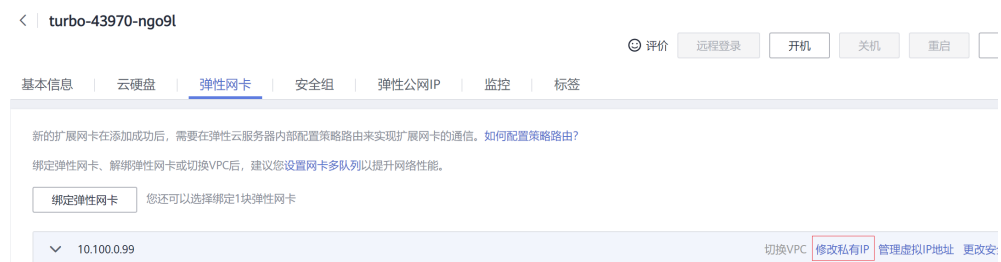 turbo-43970-ngo9l
评价 远程登录 开机 关机 重启
基本信息 云硬盘 弹性网卡 安全组 弹性公网IP 监控 标签
新的扩展网卡在添加成功后，需要在弹性云服务器内部配置策略路由来实现扩展网卡的通信。如何配置策略路由?
绑定弹性网卡、解绑弹性网卡或切换VPC后，建议您设置网卡多队列以提升网络性能。
绑定弹性网卡 您还可以选择绑定1块弹性网卡
10.100.0.99 切换VPC 修改私有IP 管理虚拟IP地址 更改安